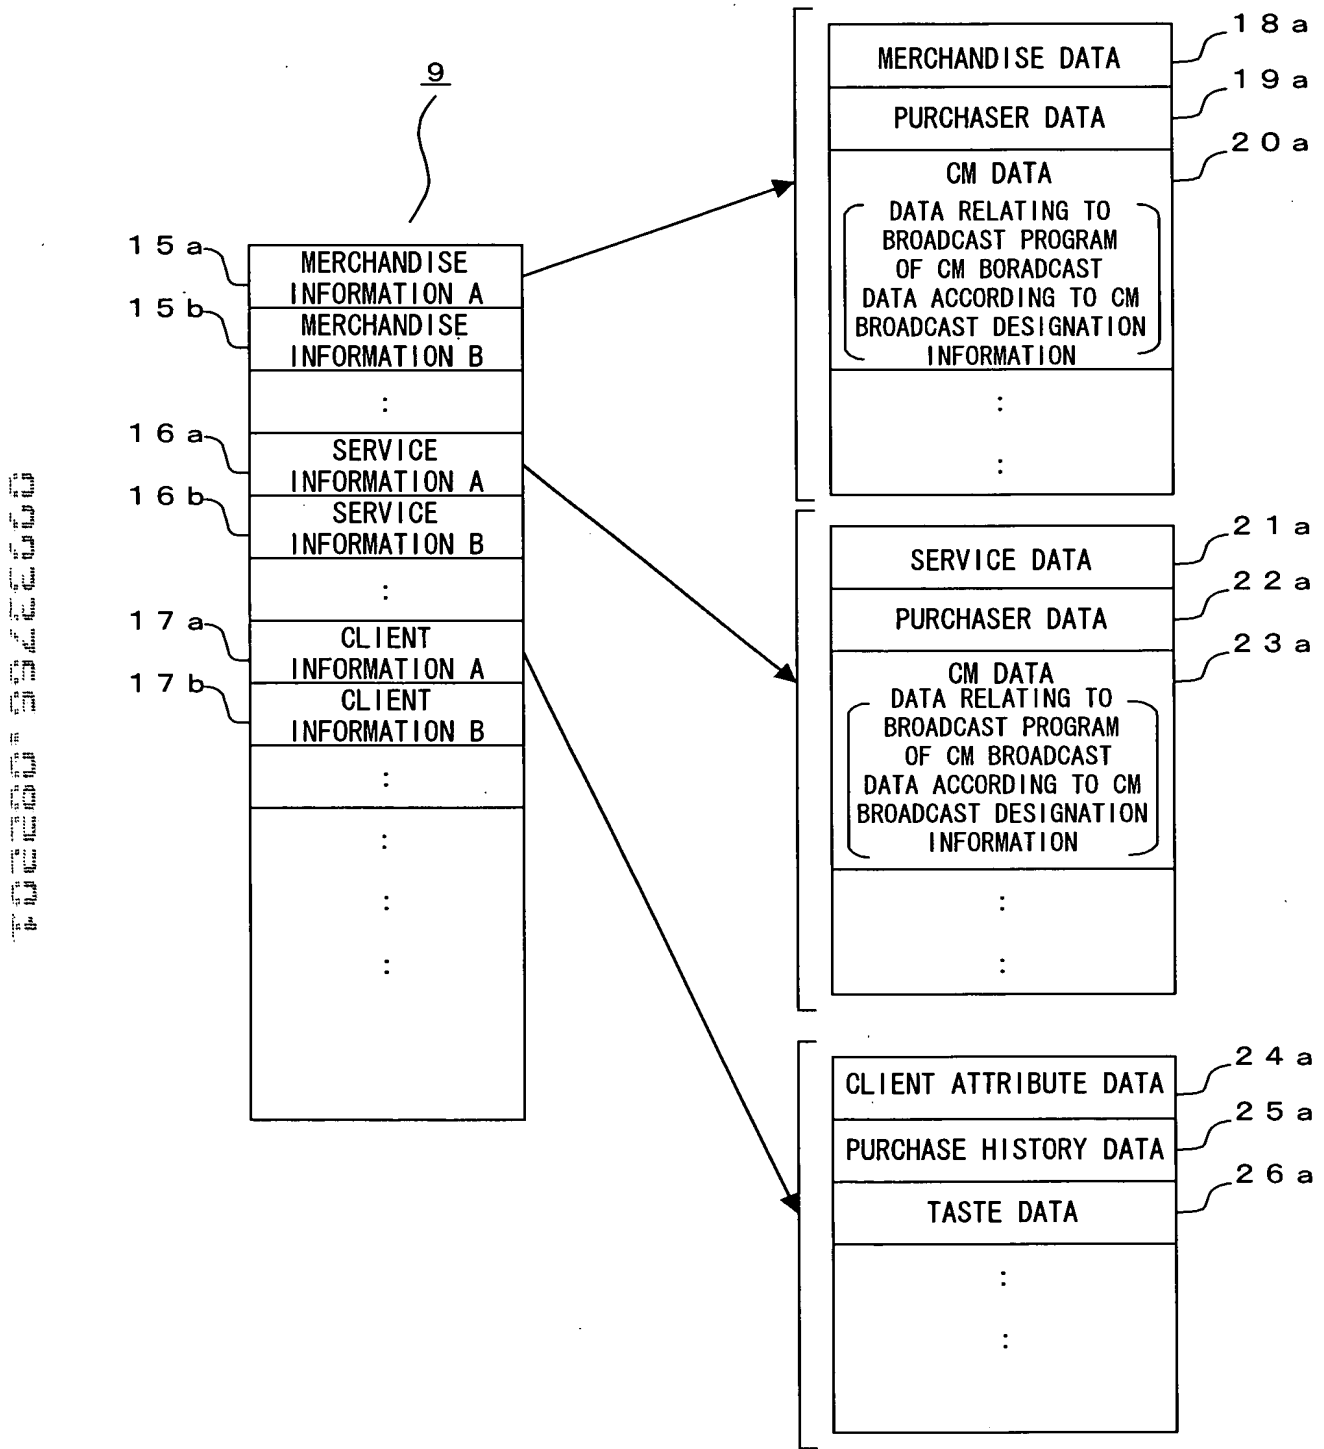 9
15a
MERCHANDISE
INFORMATION A
15b
MERCHANDISE
INFORMATION B
:
16a
SERVICE
INFORMATION A
16b
SERVICE
INFORMATION B
:
17a
CLIENT
INFORMATION A
17b
CLIENT
INFORMATION B
:
:
:
:
18a
MERCHANDISE DATA
19a
PURCHASER DATA
20a
CM DATA
DATA RELATING TO
BROADCAST PROGRAM
OF CM BORADCAST
DATA ACCORDING TO CM
BROADCAST DESIGNATION
INFORMATION
:
:
21a
SERVICE DATA
22a
PURCHASER DATA
23a
CM DATA
DATA RELATING TO
BROADCAST PROGRAM
OF CM BROADCAST
DATA ACCORDING TO CM
BROADCAST DESIGNATION
INFORMATION
:
:
24a
CLIENT ATTRIBUTE DATA
25a
PURCHASE HISTORY DATA
26a
TASTE DATA
:
: